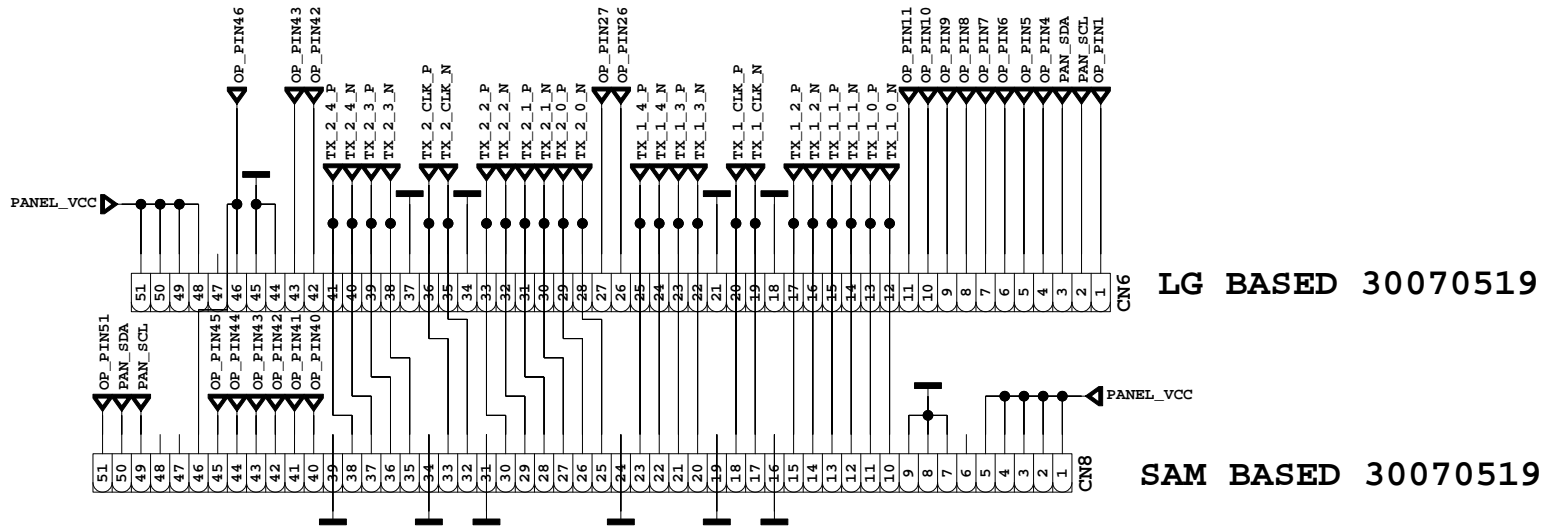 OP_PIN46
OP_PIN43
OP_PIN42
TX_2_4_P
TX_2_4_N
TX_2_3_P
TX_2_3_N
TX_2_CLK_P
TX_2_CLK_N
TX_2_2_P
TX_2_2_N
TX_2_1_P
TX_2_1_N
TX_2_0_P
TX_2_0_N
OP_PIN27
OP_PIN26
TX_1_4_P
TX_1_4_N
TX_1_3_P
TX_1_3_N
TX_1_CLK_P
TX_1_CLK_N
TX_1_2_P
TX_1_2_N
TX_1_1_P
TX_1_1_N
TX_1_0_P
TX_1_0_N
OP_PIN11
OP_PIN10
OP_PIN9
OP_PIN8
OP_PIN7
OP_PIN6
OP_PIN5
OP_PIN4
PAN_SDA
PAN_SCL
OP_PIN1
PANEL_VCC
51 50 49 48 47 46 45 44 43 42 41 40 39 38 37 36 35 34 33 32 31 30 29 28 27 26 25 24 23 22 21 20 19 18 17 16 15 14 13 12 11 10 9 8 7 6 5 4 3 2 1
CN6
LG BASED 30070519
OP_PIN51
PAN_SDA
PAN_SCL
OP_PIN45
OP_PIN44
OP_PIN43
OP_PIN42
OP_PIN41
OP_PIN40
PANEL_VCC
51 50 49 48 47 46 45 44 43 42 41 40 39 38 37 36 35 34 33 32 31 30 29 28 27 26 25 24 23 22 21 20 19 18 17 16 15 14 13 12 11 10 9 8 7 6 5 4 3 2 1
CN8
SAM BASED 30070519